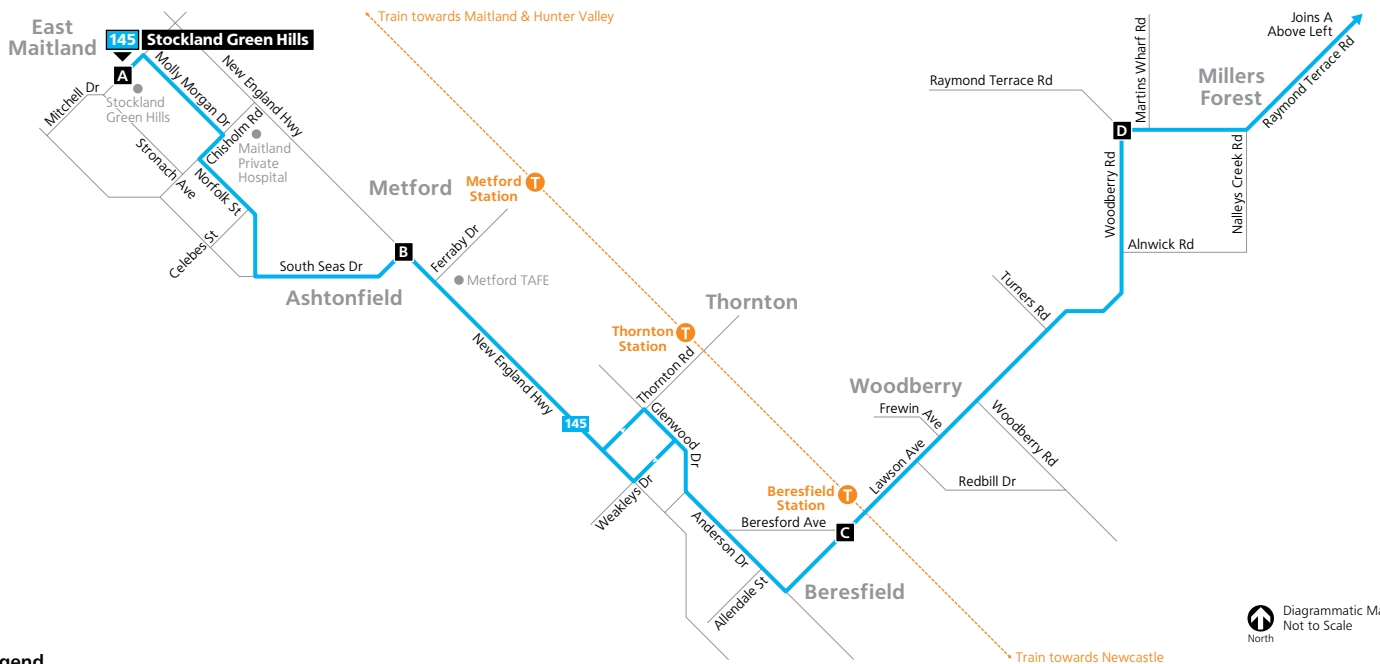 East
Maitland
145 Stockland Green Hills
A
Mitchell Dr
Stockland
Green Hills
Molly Morgan Dr
New England Hwy
Chisholm Rd
Maitland
Private
Hospital
Stronach Ave
Norfolk St
Celebes St
South Seas Dr
Ashtonfield
Train towards Maitland & Hunter Valley
Metford
Metford
Station
T
B
Ferraby Dr
Metford TAFE
New England Hwy
145
Thornton
Thornton
Station
T
Thornton Rd
Glenwood Dr
Weakleys Dr
Anderson Dr
Beresford Ave
Allendale St
Beresfield
Station
T
C
Beresfield
Lawson Ave
Redbill Dr
Frewin Ave
Woodberry
Woodberry Rd
Turners Rd
Raymond Terrace Rd
D
Martins Wharf Rd
Woodberry Rd
Alnwick Rd
Nalleys Creek Rd
Millers
Forest
Raymond Terrace Rd
Joins A
Above Left
Train towards Newcastle
North
Diagrammatic Ma
Not to Scale
gend